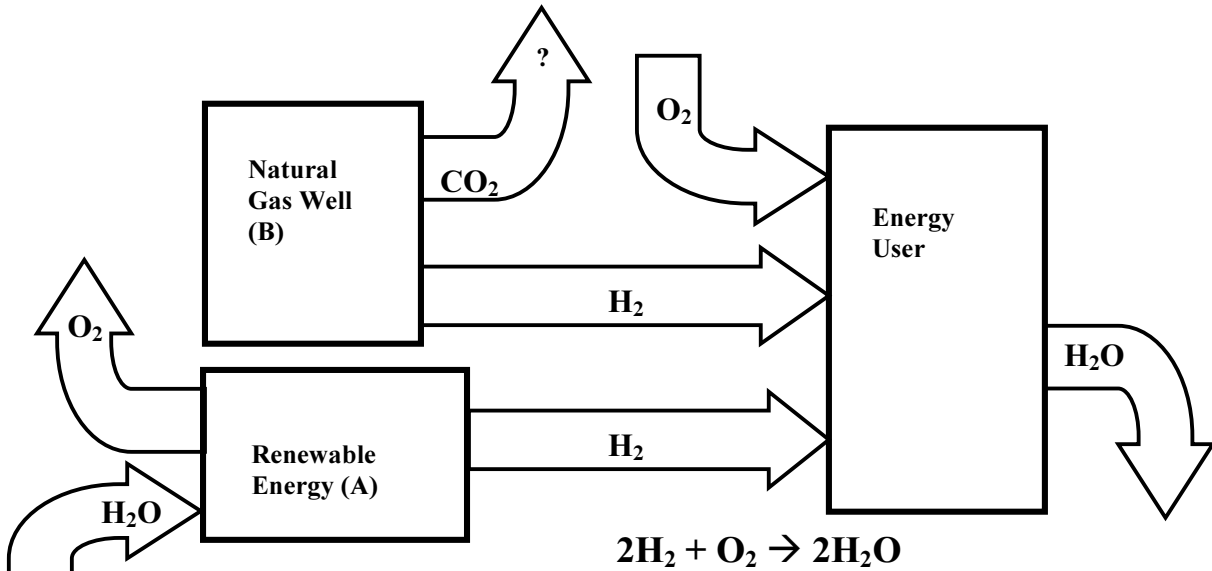 ?
O₂
Natural
Gas Well
(B)
CO₂
Energy
User
H₂
O₂
H₂O
Renewable
Energy (A)
H₂
H₂O
2H₂ + O₂ → 2H₂O